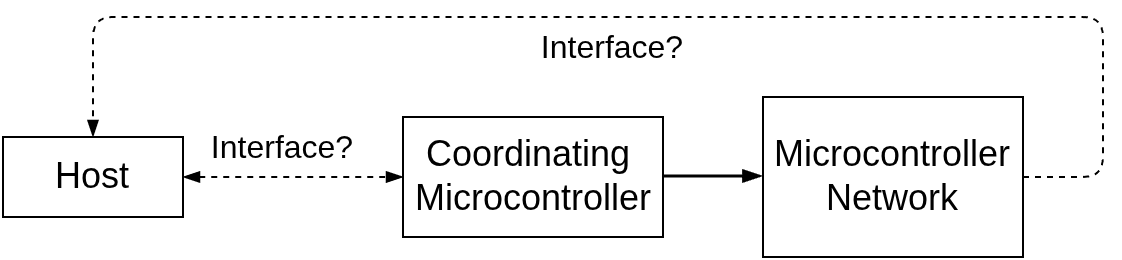 Interface?
Interface?
Host
Coordinating
Microcontroller
Microcontroller
Network